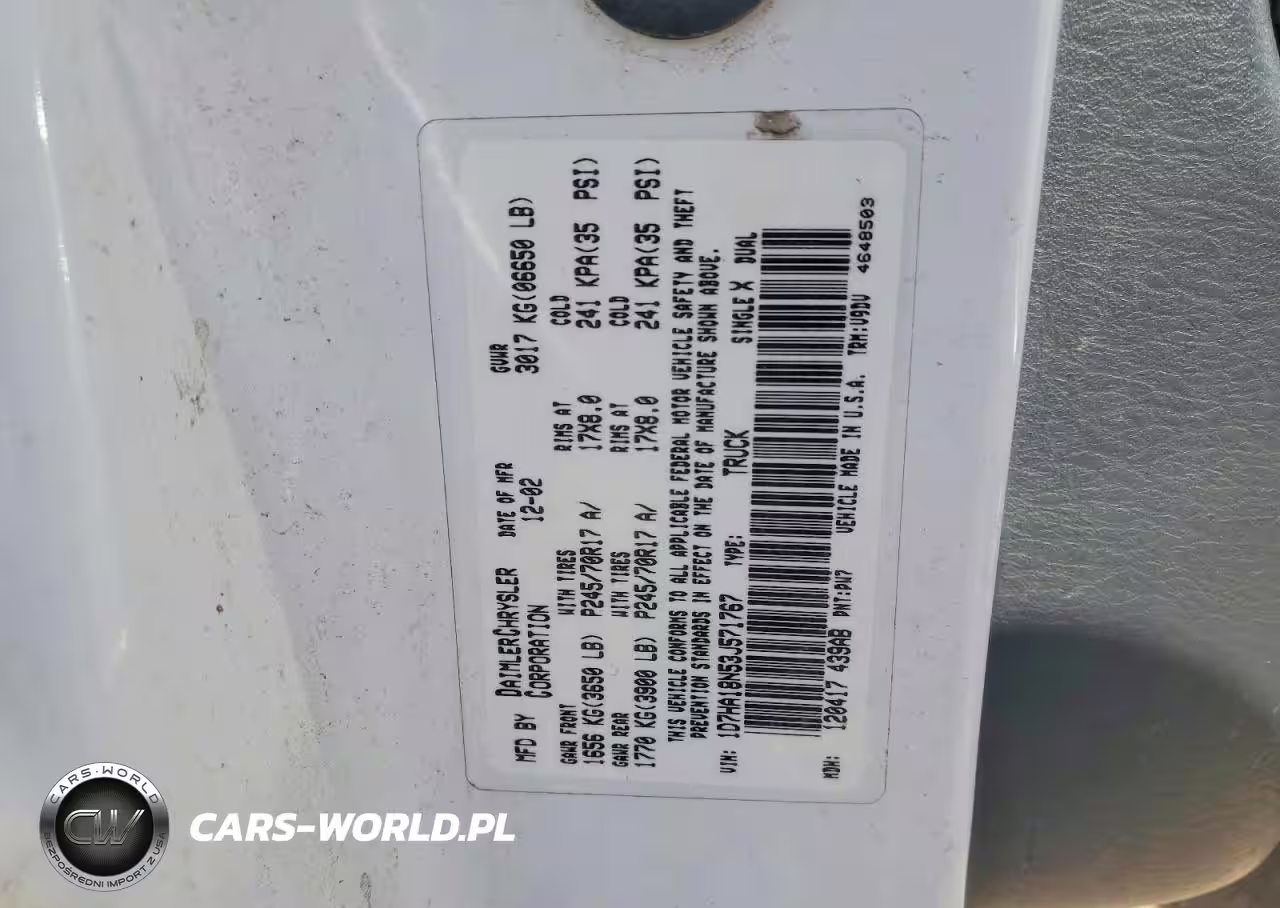 MFD BY DAIMLERCHRYSLER CORPORATION DATE OF MFR 12-02 GVWR 3017 KG(06650 LB)
GAWR FRONT WITH TIRES RIMS AT COLD
1656 KG(3650 LB) P245/70R17 A/ 17X8.0 241 KPA(35 PSI)
GAWR REAR WITH TIRES RIMS AT COLD
1770 KG(3900 LB) P245/70R17 A/ 17X8.0 241 KPA(35 PSI)
THIS VEHICLE CONFORMS TO ALL APPLICABLE FEDERAL MOTOR VEHICLE SAFETY AND THEFT
PREVENTION STANDARDS IN EFFECT ON THE DATE OF MANUFACTURE SHOWN ABOVE.
VIN: 1D7HA18N53J571767 TYPE: TRUCK SINGLE X DUAL
MDH: 120417 439AB PNT:PW7 VEHICLE MADE IN U.S.A. TRM:V9DV 4648503
CARS-WORLD
CW
BEZPOŚREDNI IMPORT Z USA
CARS-WORLD.PL